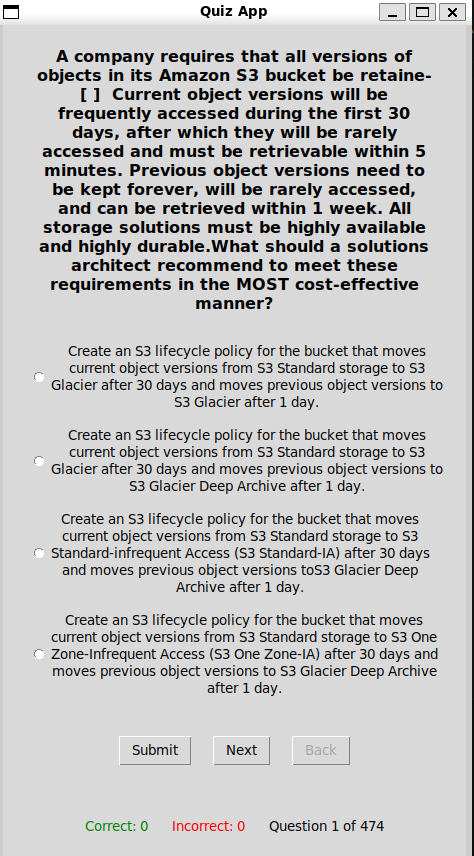 Quiz App
A company requires that all versions of
objects in its Amazon S3 bucket be retaine-
[ ]  Current object versions will be
frequently accessed during the first 30
days, after which they will be rarely
accessed and must be retrievable within 5
minutes. Previous object versions need to
be kept forever, will be rarely accessed,
and can be retrieved within 1 week. All
storage solutions must be highly available
and highly durable.What should a solutions
architect recommend to meet these
requirements in the MOST cost-effective
manner?
Create an S3 lifecycle policy for the bucket that moves
current object versions from S3 Standard storage to S3
Glacier after 30 days and moves previous object versions to
S3 Glacier after 1 day.
Create an S3 lifecycle policy for the bucket that moves
current object versions from S3 Standard storage to S3
Glacier after 30 days and moves previous object versions to
S3 Glacier Deep Archive after 1 day.
Create an S3 lifecycle policy for the bucket that moves
current object versions from S3 Standard storage to S3
Standard-infrequent Access (S3 Standard-IA) after 30 days
and moves previous object versions toS3 Glacier Deep
Archive after 1 day.
Create an S3 lifecycle policy for the bucket that moves
current object versions from S3 Standard storage to S3 One
Zone-Infrequent Access (S3 One Zone-IA) after 30 days and
moves previous object versions to S3 Glacier Deep Archive
after 1 day.
Submit Next Back
Correct: 0 Incorrect: 0 Question 1 of 474